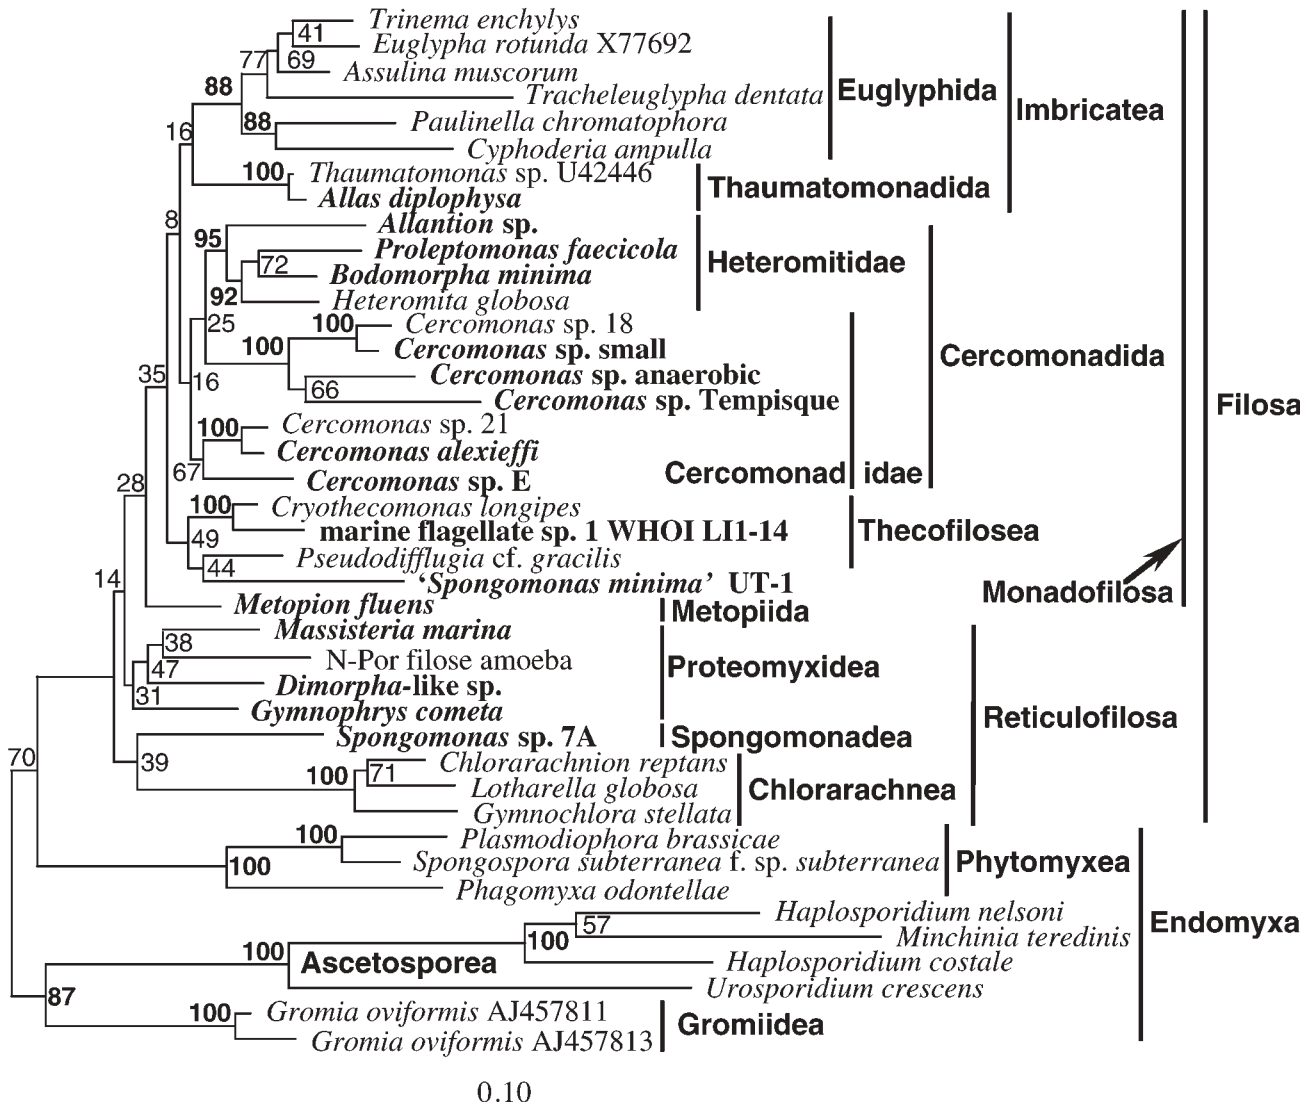 Trinema enchylys
41
Euglypha rotunda X77692
77
69
Assulina muscorum
88
Tracheleuglypha dentata
Euglyphida
Imbricatea
88
Paulinella chromatophora
16
Cyphoderia ampulla
100
Thaumatomonas sp. U42446
Thaumatomonadida
Allas diplophysa
8
Allantion sp.
95
Proleptomonas faecicola
72
Heteromitidae
Bodomorpha minima
92
Heteromita globosa
25
100
Cercomonas sp. 18
100
Cercomonas sp. small
Cercomonadida
35
16
Cercomonas sp. anaerobic
66
Cercomonas sp. Tempisque
Filosa
100
Cercomonas sp. 21
Cercomonas alexieffi
67
Cercomonad idae
Cercomonas sp. E
28
100
Cryothecomonas longipes
marine flagellate sp. 1 WHOI LI1-14
Thecofilosea
49
Pseudodifflugia cf. gracilis
44
‘Spongomonas minima’ UT-1
14
Monadofilosa
Metopion fluens
Metopiida
Massisteria marina
38
N-Por filose amoeba
47
Proteomyxidea
Dimorpha-like sp.
31
Gymnophrys cometa
Reticulofilosa
Spongomonas sp. 7A
Spongomonadea
70
39
Chlorarachnion reptans
100
71
Lotharella globosa
Chlorarachnea
Gymnochlora stellata
100
Plasmodiophora brassicae
100
Spongospora subterranea f. sp. subterranea
Phytomyxea
Phagomyxa odontellae
Haplosporidium nelsoni
57
Endomyxa
100
Minchinia teredinis
100
Ascetosporea
Haplosporidium costale
Urosporidium crescens
87
100
Gromia oviformis AJ457811
Gromiidea
Gromia oviformis AJ457813
0.10